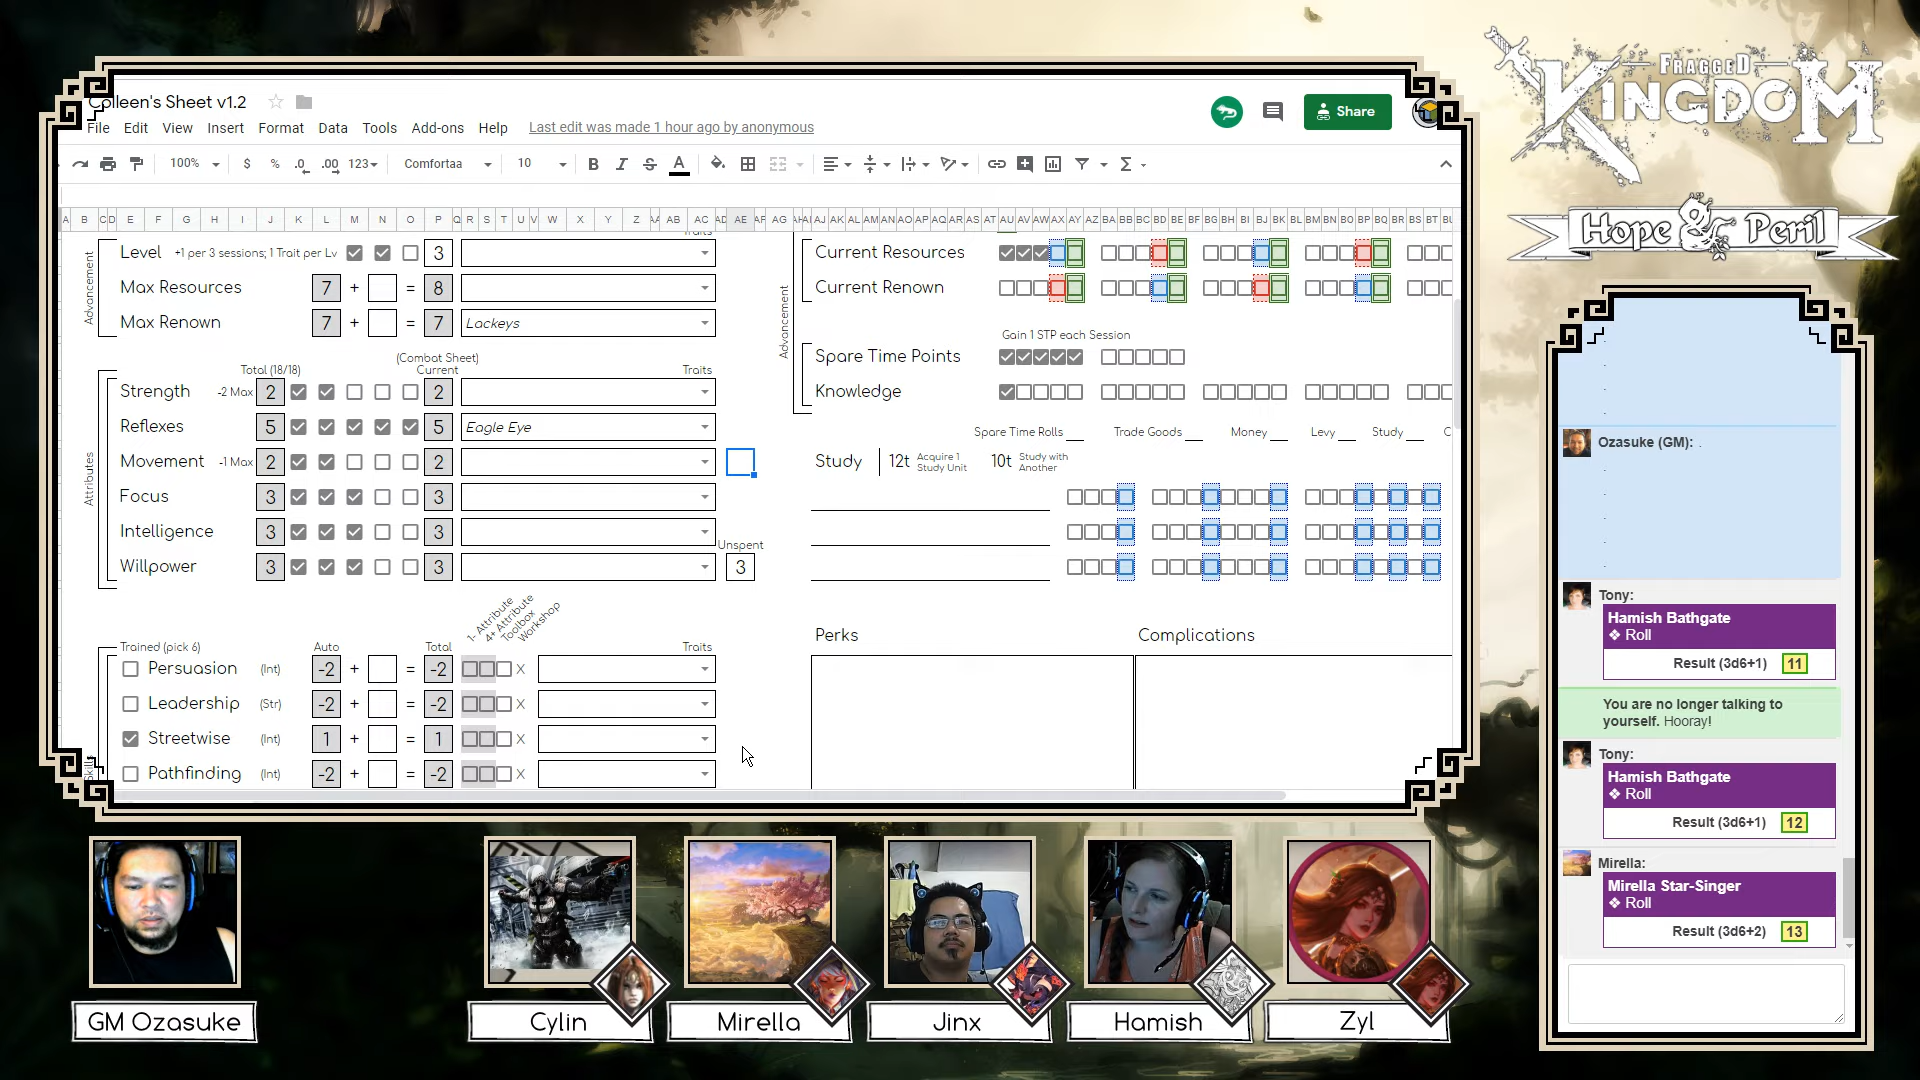 Colleen's Sheet v1.2
File Edit View Insert Format Data Tools Add-ons Help Last edit was made 1 hour ago by anonymous
Share
100% $ % .0 .00 123 Comfortaa 10 B I S A Σ
Level +1 per 3 sessions; 1 Trait per Lv 3
Max Resources 7 + = 8
Max Renown 7 + = 7 Lackeys
Advancement
Total (18/18) (Combat Sheet) Current Traits
Strength -2 Max 2 2
Reflexes 5 5 Eagle Eye
Movement -1 Max 2 2
Focus 3 3
Intelligence 3 3
Willpower 3 3
Unspent
3
Attributes
1- Attribute
4+ Attribute
Toolbox
Workshop
Trained (pick 6) Auto Total Traits
Persuasion (Int) -2 + = -2 X
Leadership (Str) -2 + = -2 X
Streetwise (Int) 1 + = 1 X
Pathfinding (Int) -2 + = -2 X
Skills
Advancement
Current Resources
Current Renown
Gain 1 STP each Session
Spare Time Points
Knowledge
Spare Time Rolls Trade Goods Money Levy Study
Study 12t Acquire 1 Study Unit 10t Study with Another
Perks Complications
FRAGGED
KINGDOM
Hope & Peril
Ozasuke (GM): .
Tony:
Hamish Bathgate
❖ Roll
Result (3d6+1) 11
You are no longer talking to
yourself. Hooray!
Tony:
Hamish Bathgate
❖ Roll
Result (3d6+1) 12
Mirella:
Mirella Star-Singer
❖ Roll
Result (3d6+2) 13
GM Ozasuke
Cylin
Mirella
Jinx
Hamish
Zyl